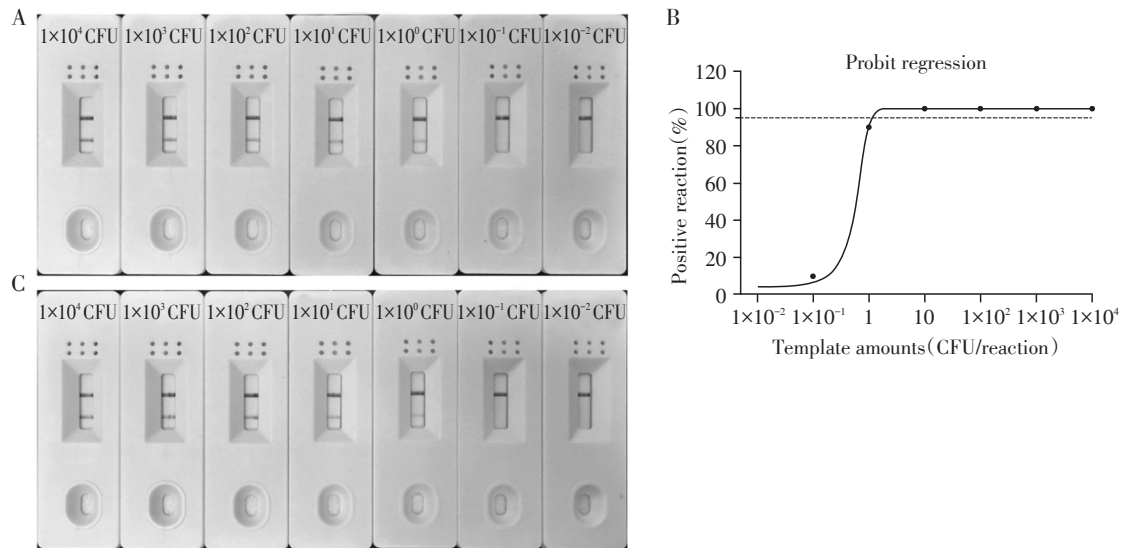 A
1×10⁴ CFU 1×10³ CFU 1×10² CFU 1×10¹ CFU 1×10⁰ CFU 1×10⁻¹ CFU 1×10⁻² CFU
B
Probit regression
120
100
80
60
40
20
0
Positive reaction(%)
1×10⁻² 1×10⁻¹ 1 10 1×10² 1×10³ 1×10⁴
Template amounts(CFU/reaction)
C
1×10⁴ CFU 1×10³ CFU 1×10² CFU 1×10¹ CFU 1×10⁰ CFU 1×10⁻¹ CFU 1×10⁻² CFU